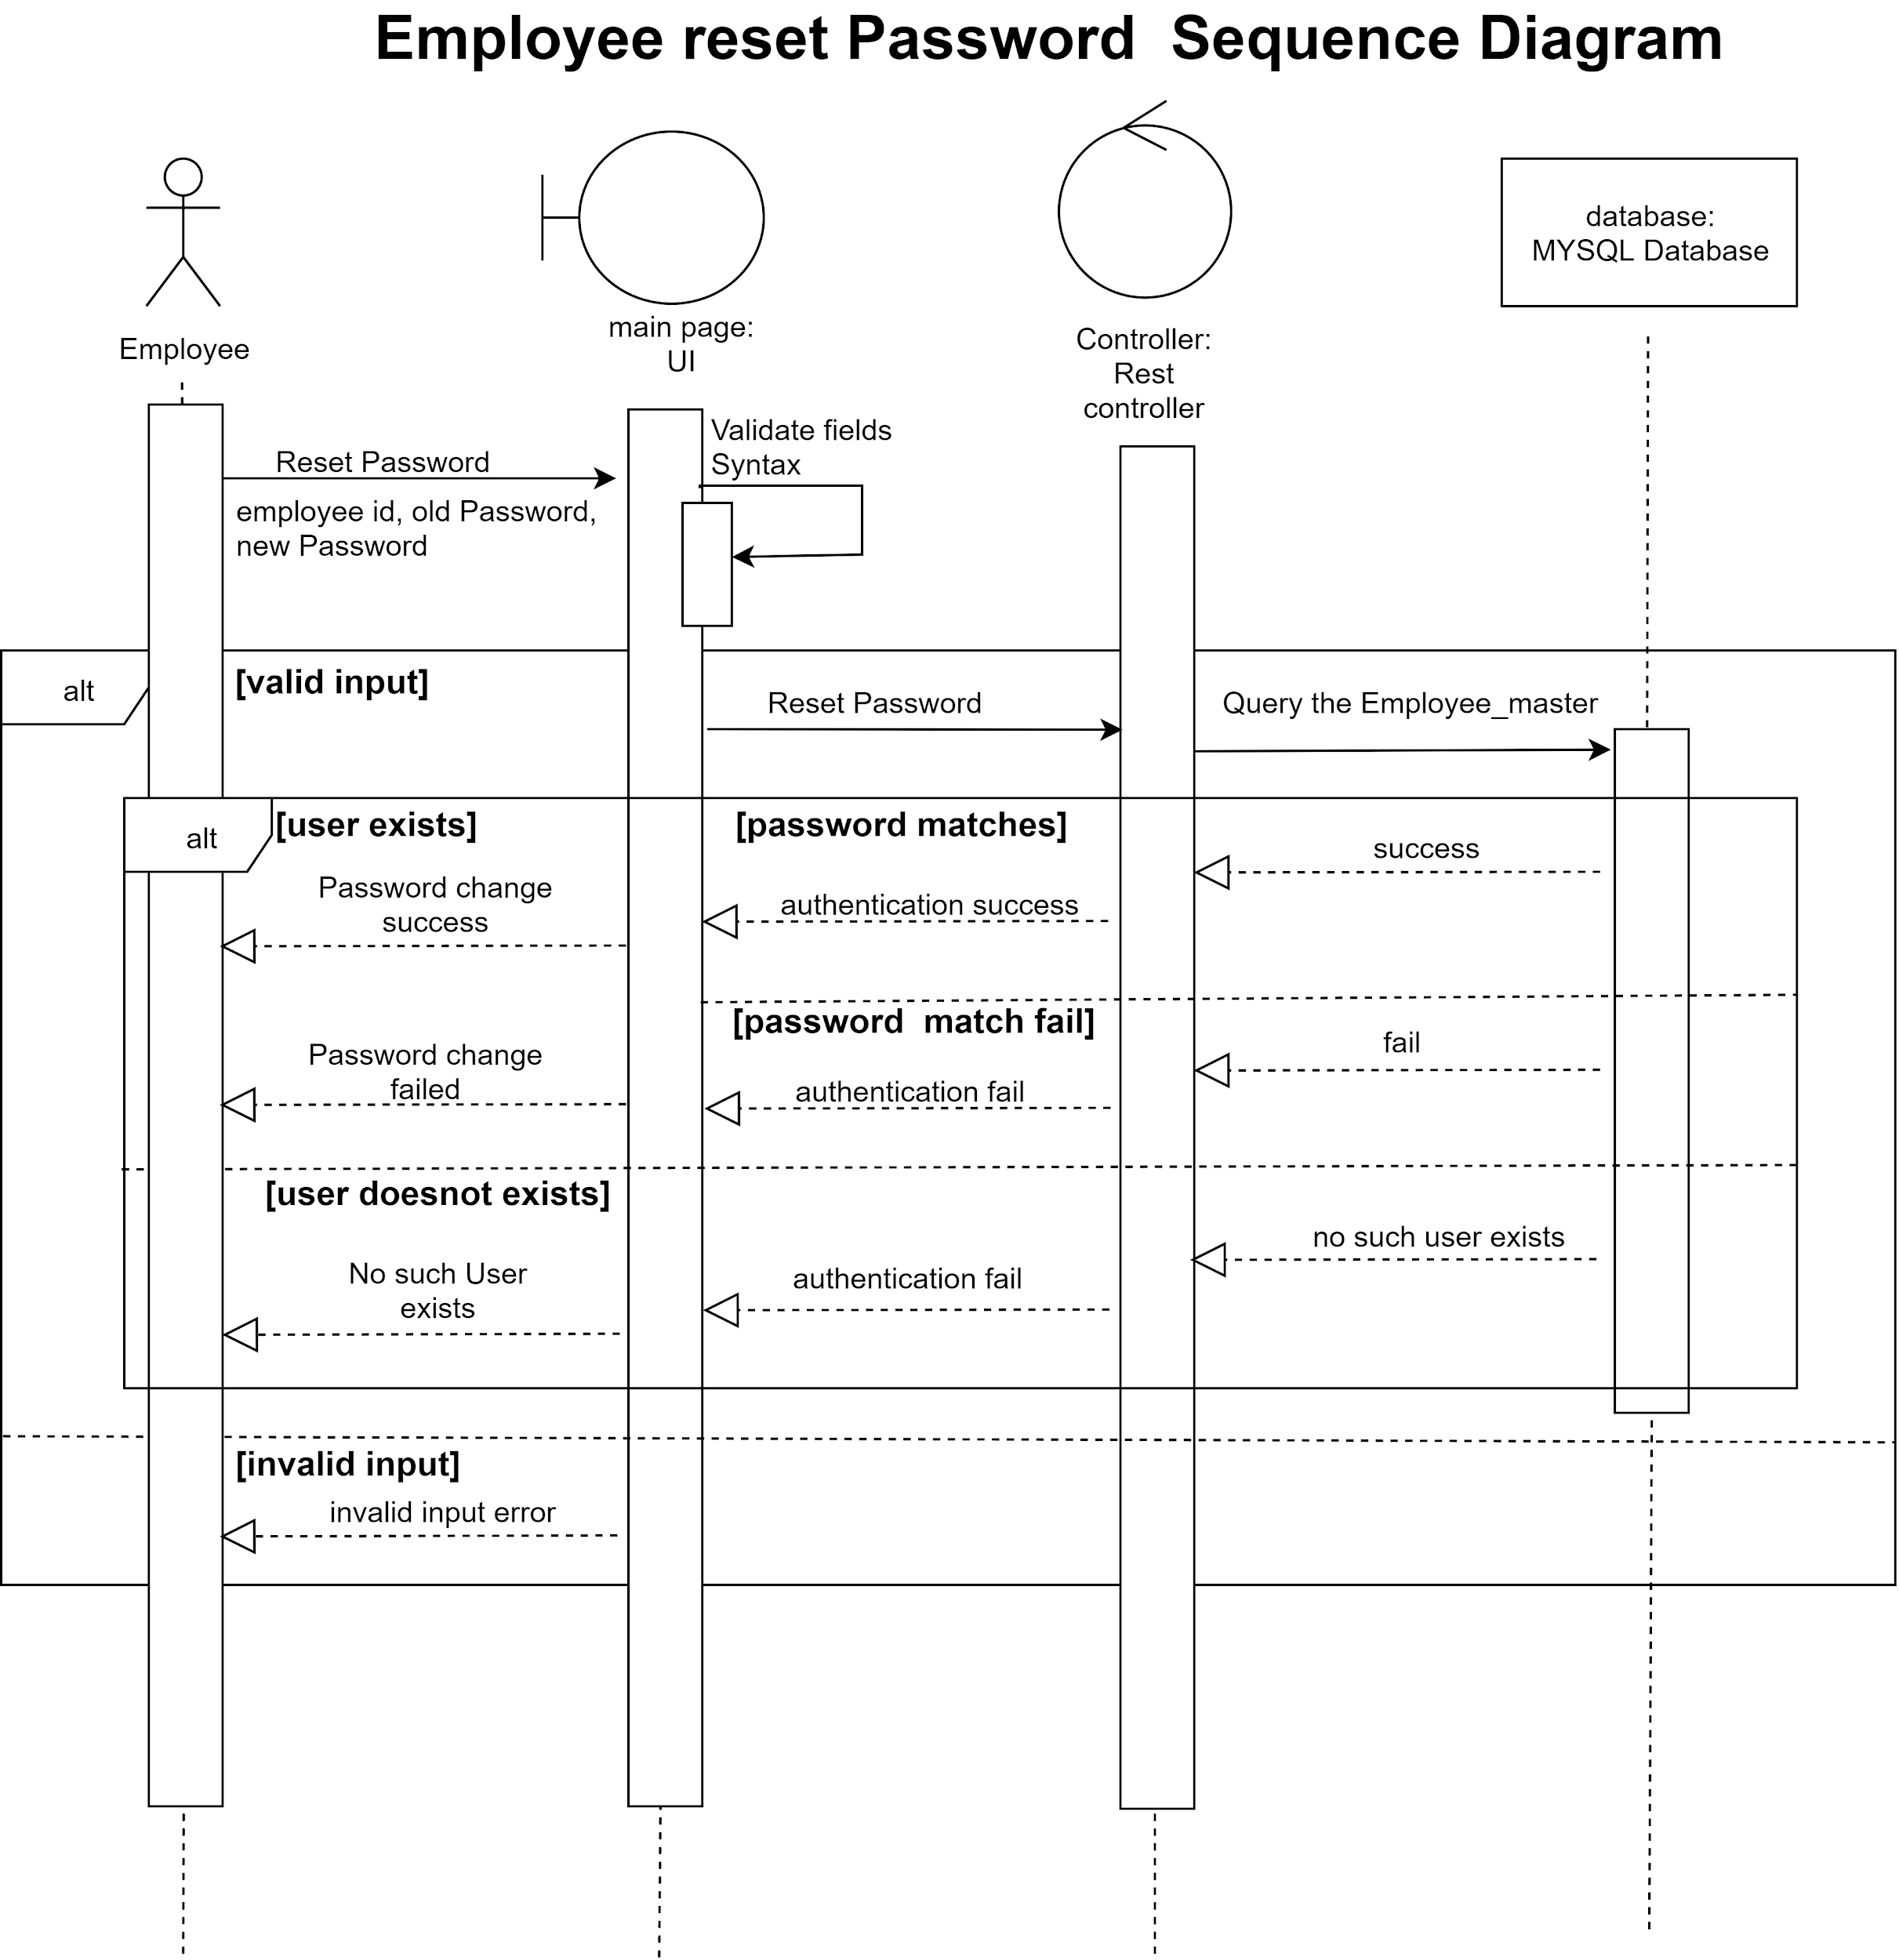 Employee reset Password  Sequence Diagram
database:
MYSQL Database
main page:
UI
Controller:
Rest
controller
Employee
Validate fields
Syntax
Reset Password
employee id, old Password,
new Password
alt
[valid input]
Reset Password
Query the Employee_master
alt
[user exists]
[password matches]
success
Password change
success
authentication success
[password  match fail]
fail
Password change
failed
authentication fail
[user doesnot exists]
no such user exists
No such User
exists
authentication fail
[invalid input]
invalid input error